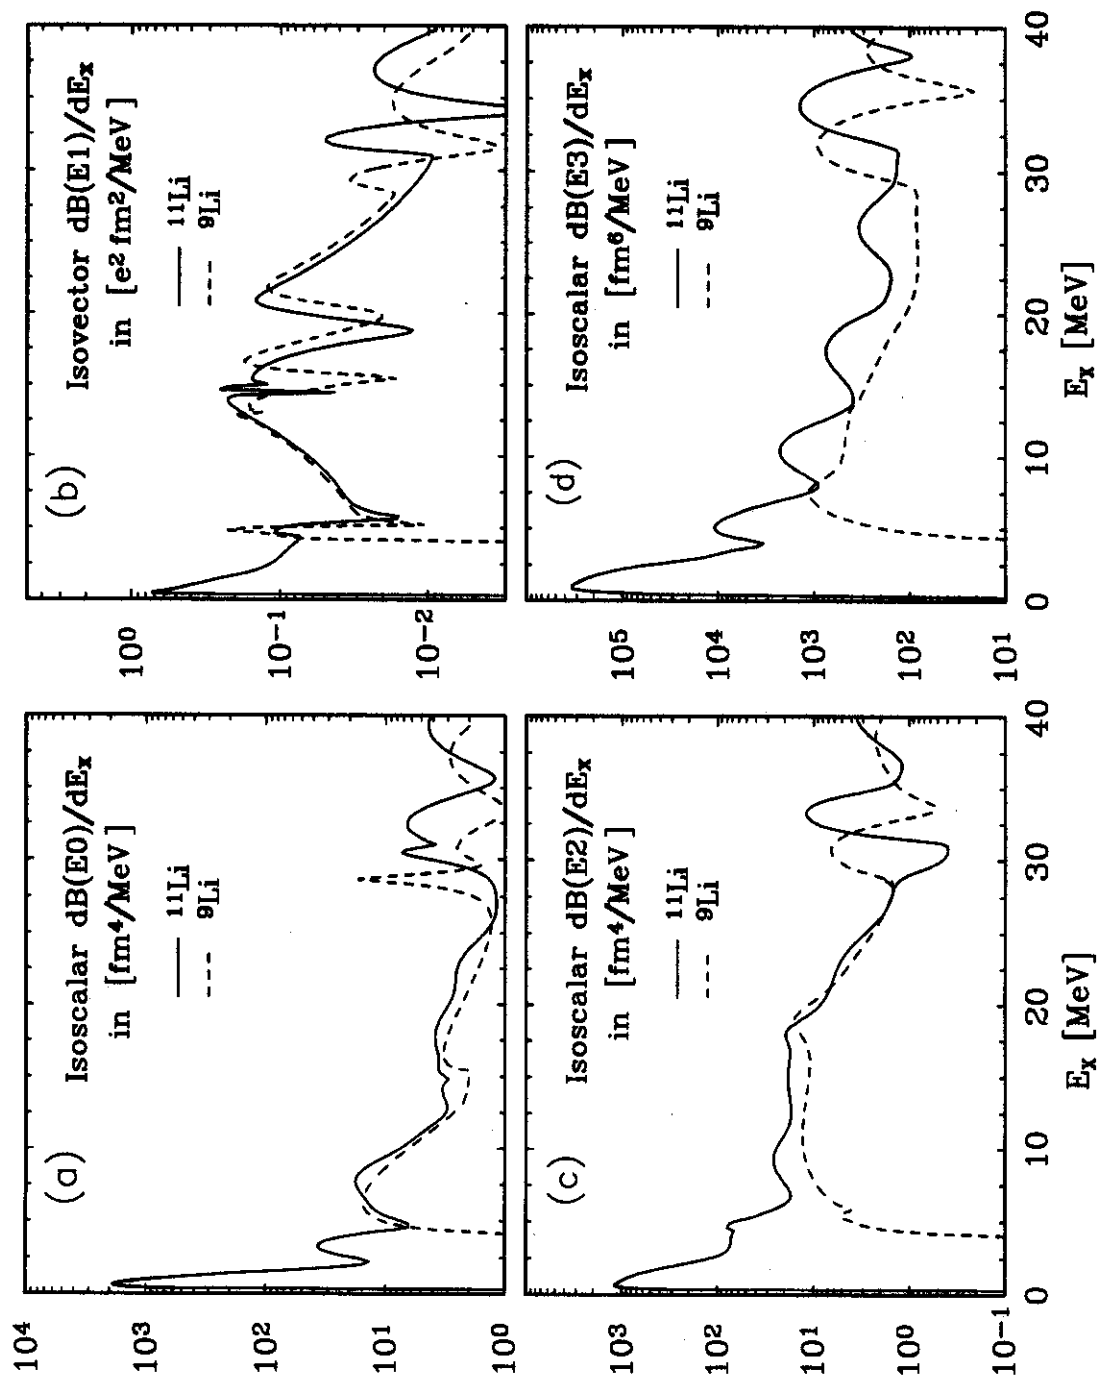 (a)
Isoscalar dB(E0)/dEₓ
in [fm⁴/MeV]
¹¹Li
⁹Li
10⁴
10³
10²
10¹
10⁰
(b)
Isovector dB(E1)/dEₓ
in [e² fm²/MeV]
¹¹Li
⁹Li
10⁰
10⁻¹
10⁻²
(c)
Isoscalar dB(E2)/dEₓ
in [fm⁴/MeV]
¹¹Li
⁹Li
10³
10²
10¹
10⁰
10⁻¹
0 10 20 30 40
Eₓ [MeV]
(d)
Isoscalar dB(E3)/dEₓ
in [fm⁶/MeV]
¹¹Li
⁹Li
10⁵
10⁴
10³
10²
10¹
0 10 20 30 40
Eₓ [MeV]